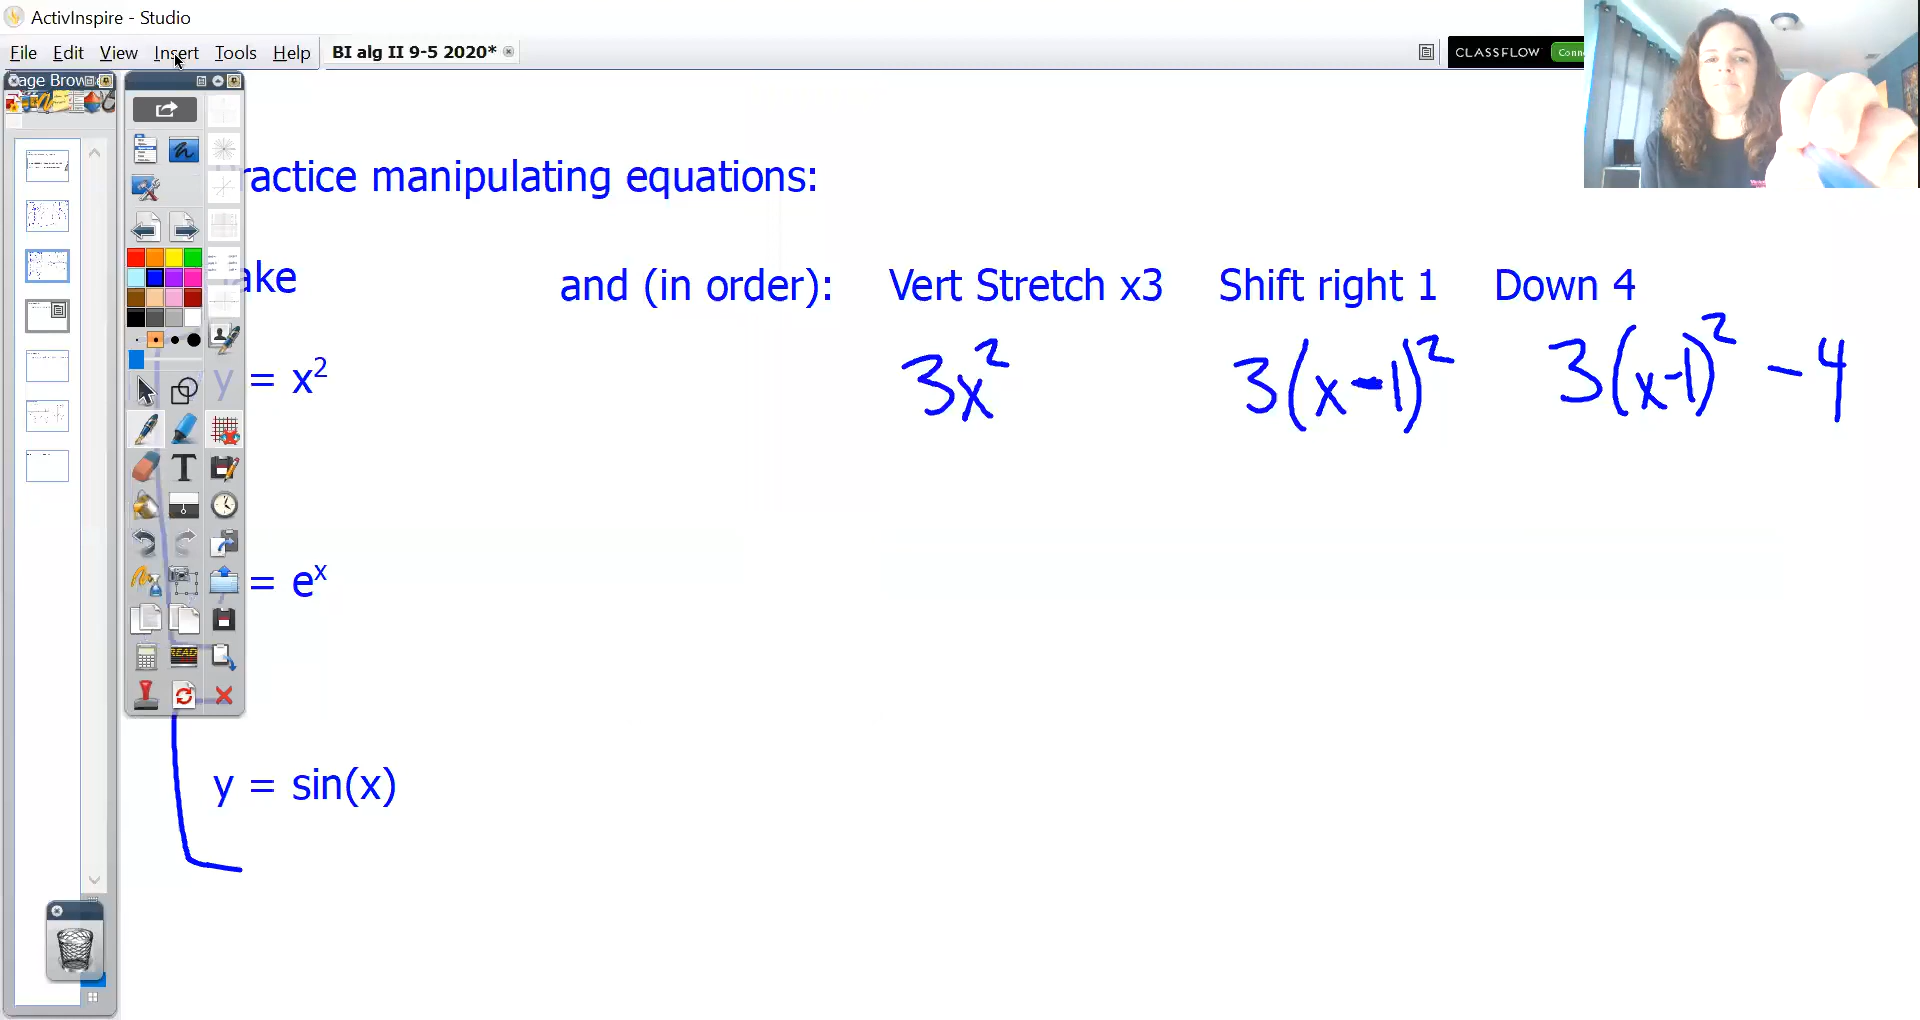 ActivInspire - Studio
File Edit View Insert Tools Help
BI alg II 9-5 2020*
CLASSFLOW
ractice manipulating equations:
ake and (in order): Vert Stretch x3 Shift right 1 Down 4
y = x² 3x² 3(x-1)² 3(x-1)² - 4
= eˣ
y = sin(x)